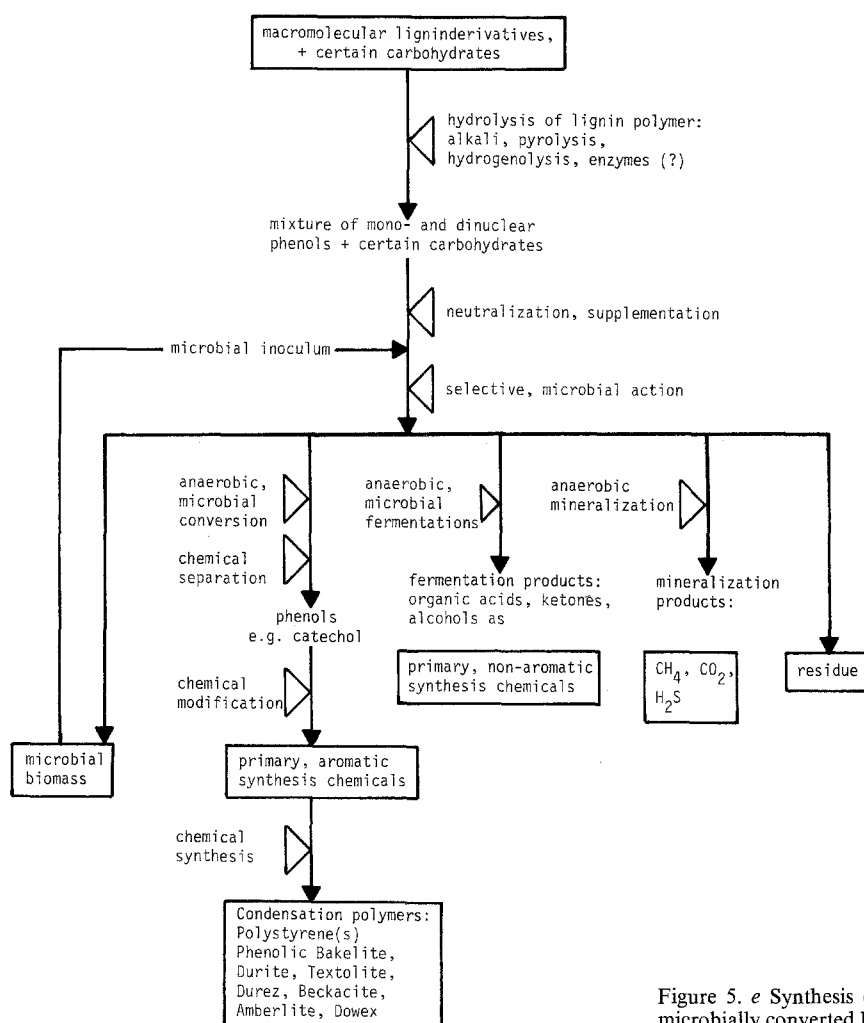 macromolecular ligninderivatives,
+ certain carbohydrates
hydrolysis of lignin polymer:
alkali, pyrolysis,
hydrogenolysis, enzymes (?)
mixture of mono- and dinuclear
phenols + certain carbohydrates
neutralization, supplementation
microbial inoculum
selective, microbial action
anaerobic,
microbial
conversion
chemical
separation
phenols
e.g. catechol
chemical
modification
anaerobic,
microbial
fermentations
fermentation products:
organic acids, ketones,
alcohols as
primary, non-aromatic
synthesis chemicals
anaerobic
mineralization
mineralization
products:
CH4, CO2,
H2S
residue
microbial
biomass
primary, aromatic
synthesis chemicals
chemical
synthesis
Condensation polymers:
Polystyrene(s)
Phenolic Bakelite,
Durite, Textolite,
Durez, Beckacite,
Amberlite, Dowex
Figure 5. e Synthesis
microbially converted